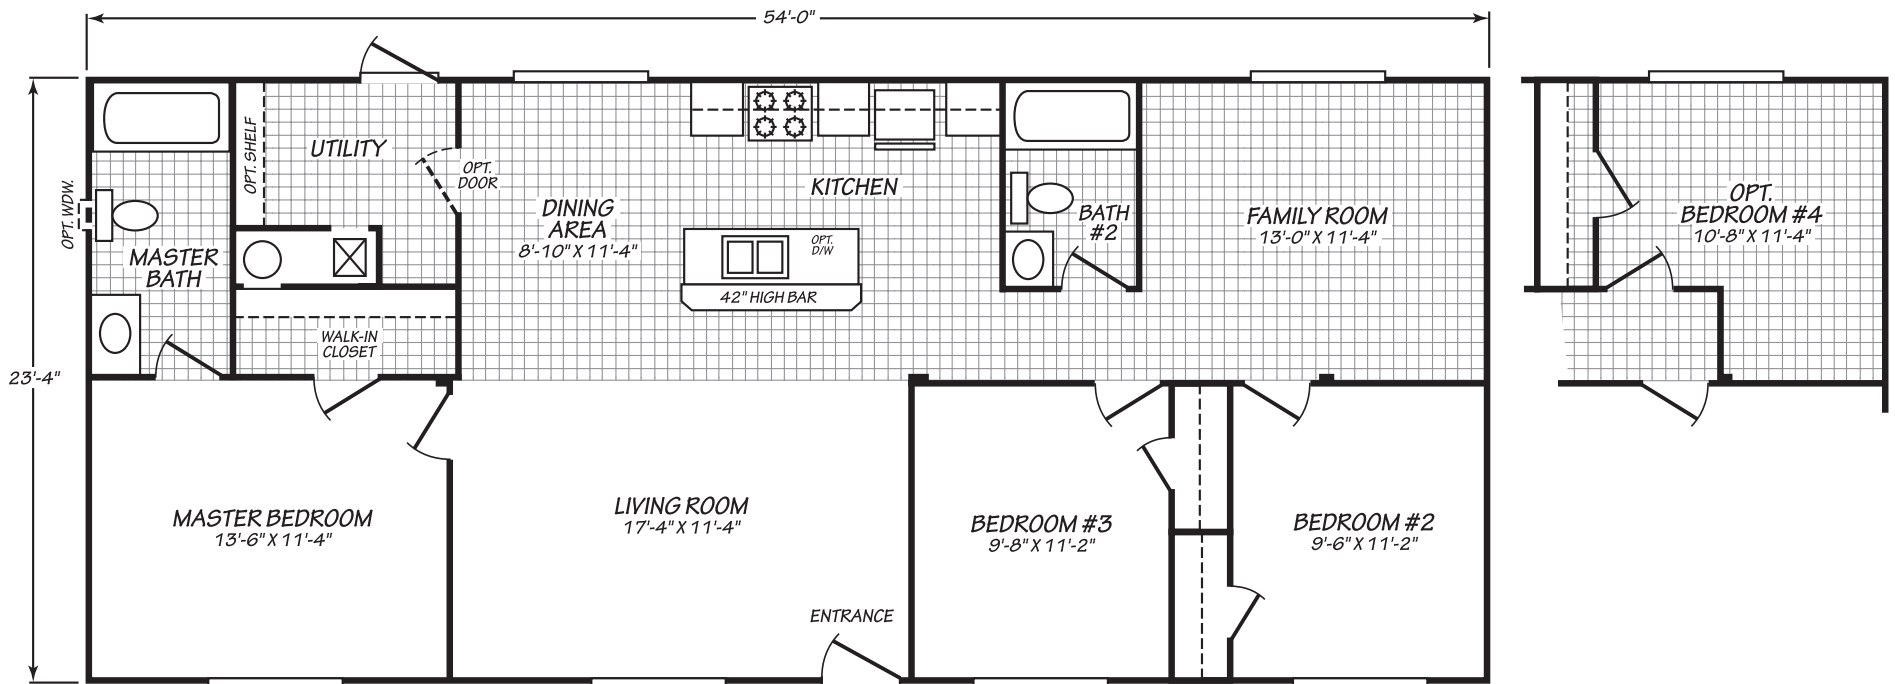 54'-0"
OPT. SHELF
UTILITY
OPT.
DOOR
OPT. WDW.
MASTER
BATH
DINING
AREA
8'-10" X 11'-4"
KITCHEN
OPT.
D/W
42" HIGH BAR
BATH
#2
FAMILY ROOM
13'-0" X 11'-4"
OPT.
BEDROOM #4
10'-8" X 11'-4"
WALK-IN
CLOSET
23'-4"
MASTER BEDROOM
13'-6" X 11'-4"
LIVING ROOM
17'-4" X 11'-4"
BEDROOM #3
9'-8" X 11'-2"
BEDROOM #2
9'-6" X 11'-2"
ENTRANCE